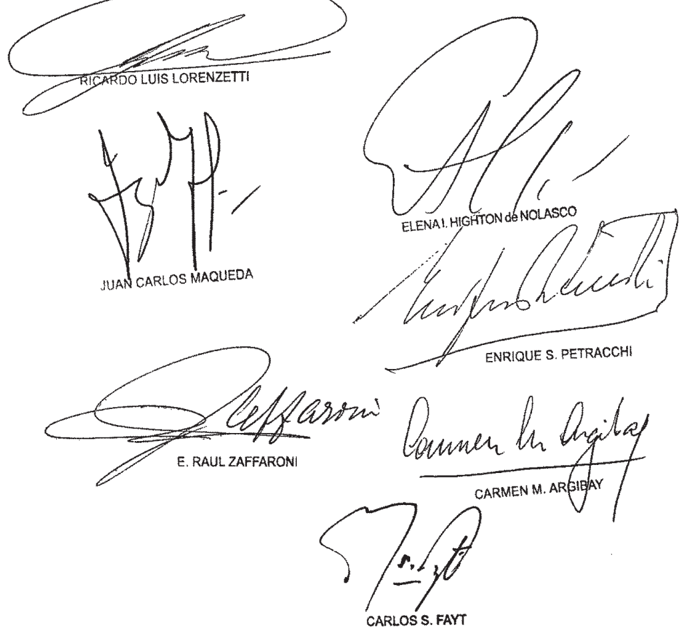 RICARDO LUIS LORENZETTI
ELENA I. HIGHTON de NOLASCO
JUAN CARLOS MAQUEDA
ENRIQUE S. PETRACCHI
Zaffaroni
E. RAUL ZAFFARONI
Carmen M Argibay
CARMEN M. ARGIBAY
CARLOS S. FAYT